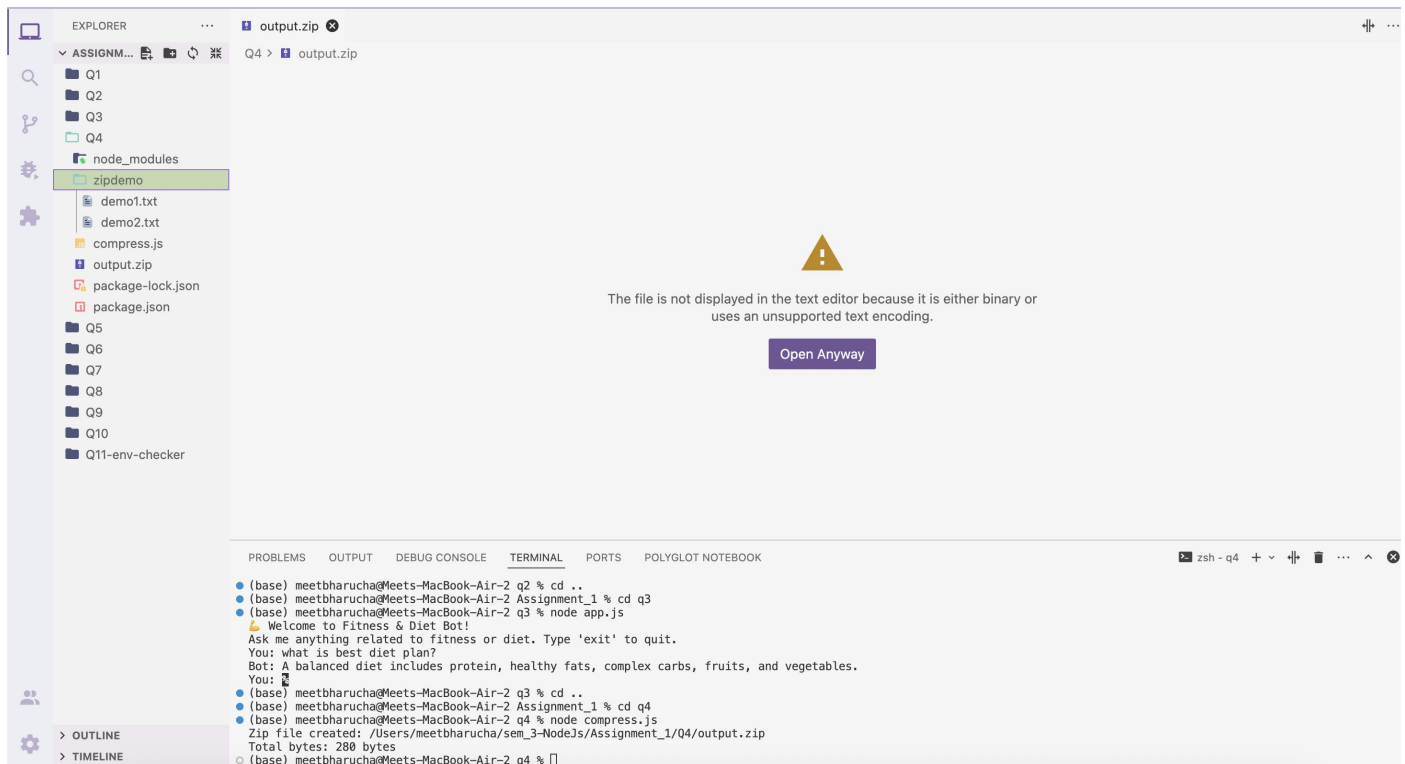 EXPLORER
ASSIGNM...
Q1
Q2
Q3
Q4
node_modules
zipdemo
demo1.txt
demo2.txt
compress.js
output.zip
package-lock.json
package.json
Q5
Q6
Q7
Q8
Q9
Q10
Q11-env-checker
OUTLINE
TIMELINE
output.zip
Q4 > output.zip
The file is not displayed in the text editor because it is either binary or
uses an unsupported text encoding.
Open Anyway
PROBLEMS OUTPUT DEBUG CONSOLE TERMINAL PORTS POLYGLOT NOTEBOOK
zsh - q4
(base) meetbharucha@Meets-MacBook-Air-2 q2 % cd ..
(base) meetbharucha@Meets-MacBook-Air-2 Assignment_1 % cd q3
(base) meetbharucha@Meets-MacBook-Air-2 q3 % node app.js
💪 Welcome to Fitness & Diet Bot!
Ask me anything related to fitness or diet. Type 'exit' to quit.
You: what is best diet plan?
Bot: A balanced diet includes protein, healthy fats, complex carbs, fruits, and vegetables.
You: %
(base) meetbharucha@Meets-MacBook-Air-2 q3 % cd ..
(base) meetbharucha@Meets-MacBook-Air-2 Assignment_1 % cd q4
(base) meetbharucha@Meets-MacBook-Air-2 q4 % node compress.js
Zip file created: /Users/meetbharucha/sem_3-NodeJs/Assignment_1/Q4/output.zip
Total bytes: 280 bytes
(base) meetbharucha@Meets-MacBook-Air-2 q4 %